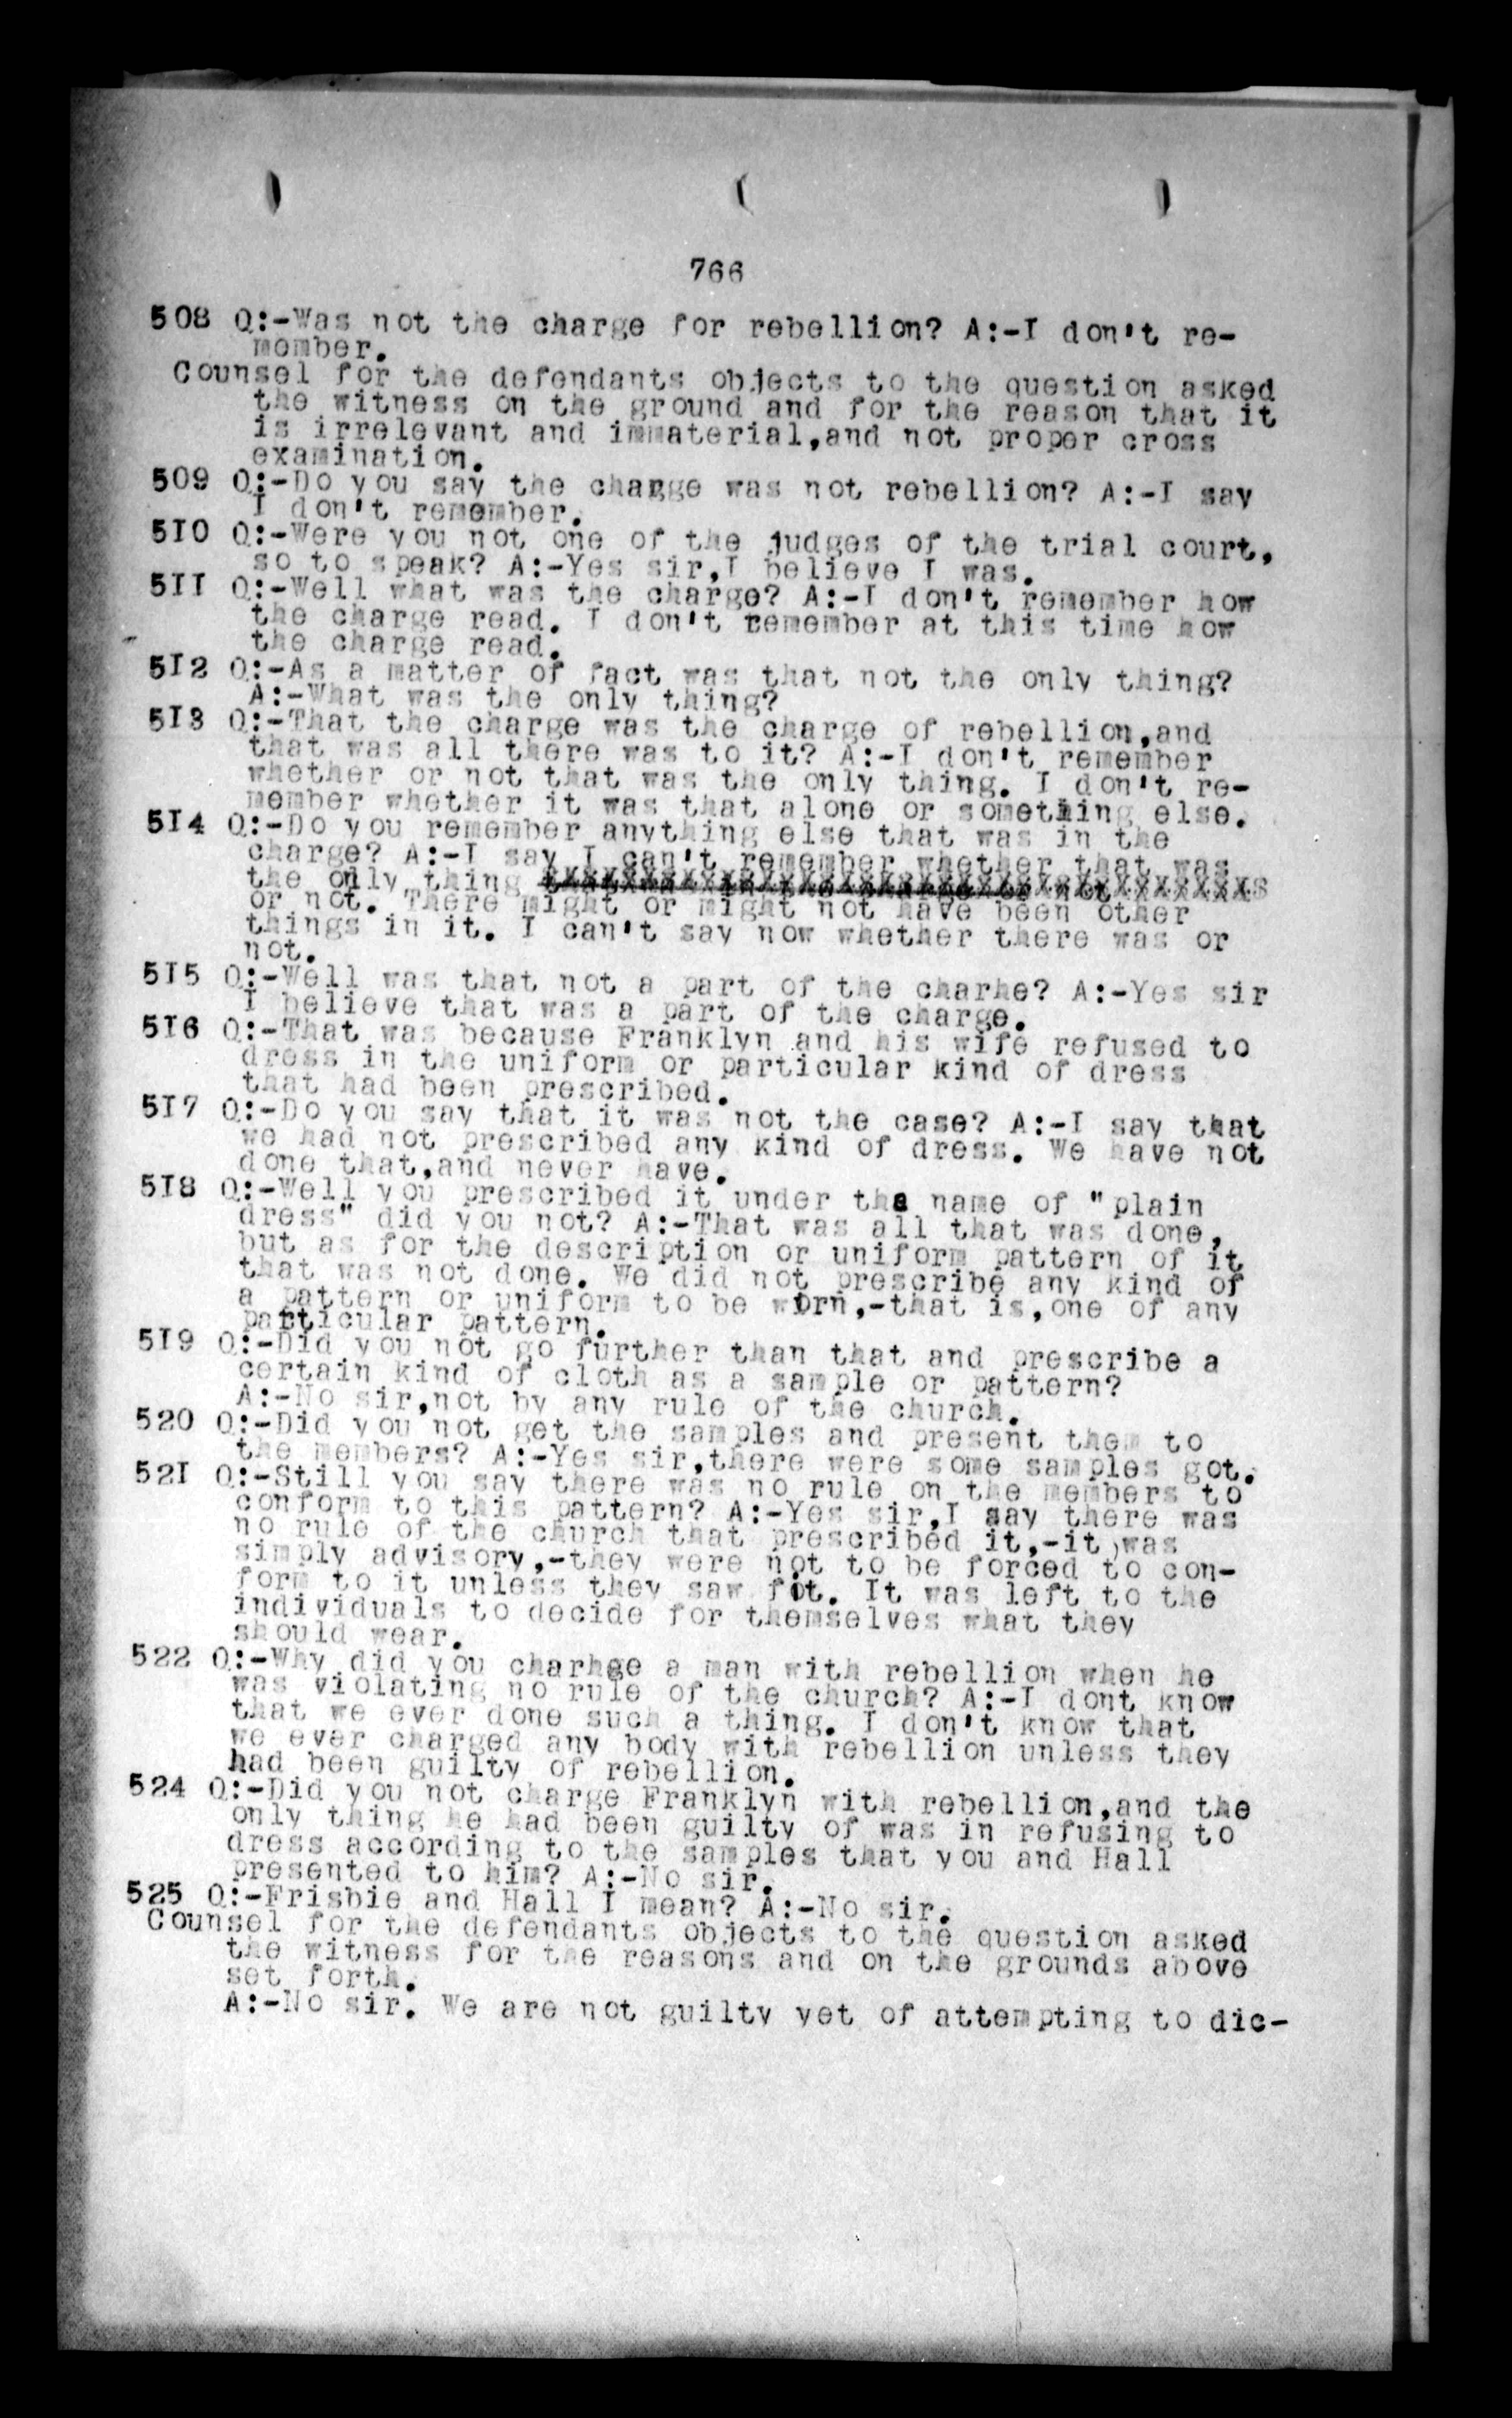 766
508 Q:-Was not the charge for rebellion? A:-I don't re-
member.
Counsel for the defendants objects to the question asked
the witness on the ground and for the reason that it
is irrelevant and immaterial,and not proper cross
examination.
509 Q:-Do you say the charge was not rebellion? A:-I say
I don't remember.
5I0 Q:-Were you not one of the judges of the trial court,
so to speak? A:-Yes sir,I believe I was.
5II Q:-Well what was the charge? A:-I don't remember how
the charge read. I don't remember at this time how
the charge read.
5I2 Q:-As a matter of fact was that not the only thing?
A:-What was the only thing?
5I3 Q:-That the charge was the charge of rebellion,and
that was all there was to it? A:-I don't remember
whether or not that was the only thing. I don't re-
member whether it was that alone or something else.
5I4 Q:-Do you remember anything else that was in the
charge? A:-I say I can't remember whether that was
the only thing
or not. There might or might not have been other
things in it. I can't say now whether there was or
not.
5I5 Q:-Well was that not a part of the charhe? A:-Yes sir
I believe that was a part of the charge.
5I6 Q:-That was because Franklyn and his wife refused to
dress in the uniform or particular kind of dress
that had been prescribed.
5I7 Q:-Do you say that it was not the case? A:-I say that
we had not prescribed any kind of dress. We have not
done that,and never have.
5I8 Q:-Well you prescribed it under the name of "plain
dress" did you not? A:-That was all that was done,
but as for the description or uniform pattern of it
that was not done. We did not prescribe any kind of
a pattern or uniform to be worn,-that is,one of any
particular pattern.
5I9 Q:-Did you not go further than that and prescribe a
certain kind of cloth as a sample or pattern?
A:-No sir,not by any rule of the church.
520 Q:-Did you not get the samples and present them to
the members? A:-Yes sir,there were some samples got.
52I Q:-Still you say there was no rule on the members to
conform to this pattern? A:-Yes sir,I say there was
no rule of the church that prescribed it,-it was
simply advisory,-they were not to be forced to con-
form to it unless they saw fit. It was left to the
individuals to decide for themselves what they
should wear.
522 Q:-Why did you charhge a man with rebellion when he
was violating no rule of the church? A:-I dont know
that we ever done such a thing. I don't know that
we ever charged any body with rebellion unless they
had been guilty of rebellion.
524 Q:-Did you not charge Franklyn with rebellion,and the
only thing he had been guilty of was in refusing to
dress according to the samples that you and Hall
presented to him? A:-No sir.
525 Q:-Frisbie and Hall I mean? A:-No sir.
Counsel for the defendants objects to the question asked
the witness for the reasons and on the grounds above
set forth.
A:-No sir. We are not guilty yet of attempting to dic-